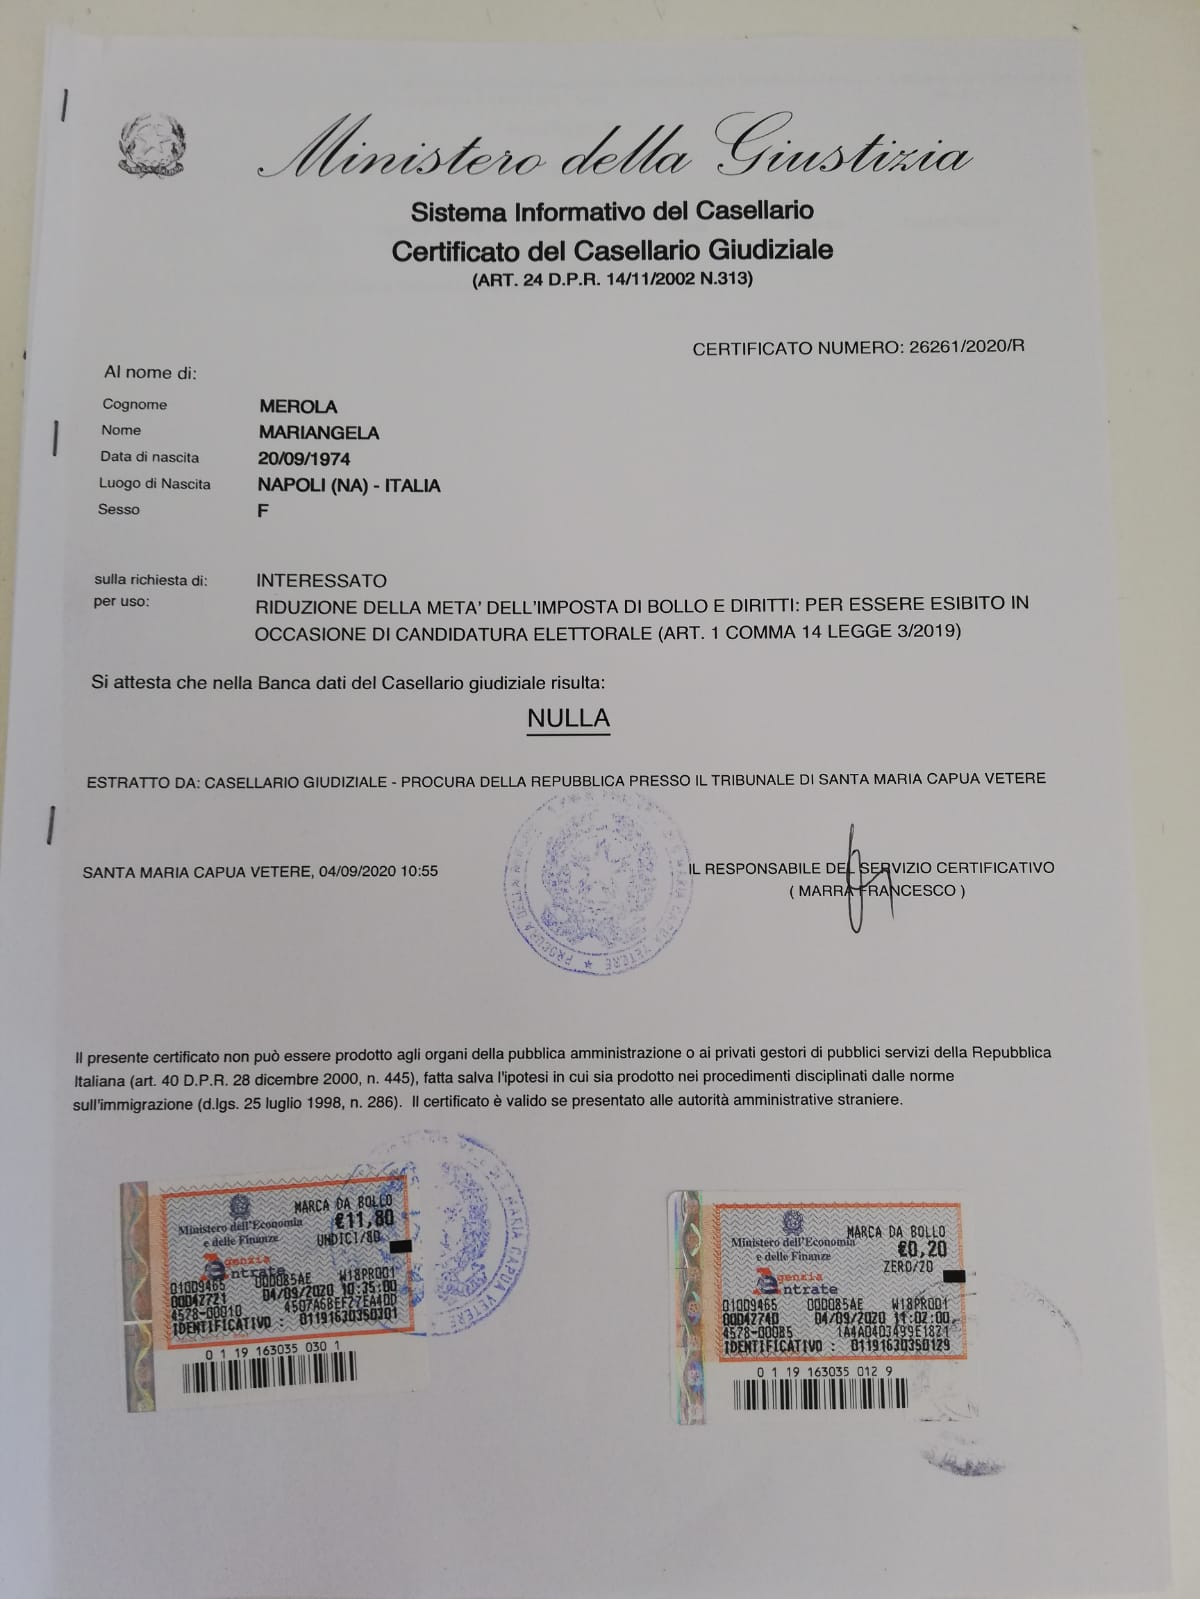 Ministero della Giustizia
Sistema Informativo del Casellario
Certificato del Casellario Giudiziale
(ART. 24 D.P.R. 14/11/2002 N.313)
CERTIFICATO NUMERO: 26261/2020/R
Al nome di:
Cognome MEROLA
Nome MARIANGELA
Data di nascita 20/09/1974
Luogo di Nascita NAPOLI (NA) - ITALIA
Sesso F
sulla richiesta di: INTERESSATO
per uso: RIDUZIONE DELLA META' DELL'IMPOSTA DI BOLLO E DIRITTI: PER ESSERE ESIBITO IN
OCCASIONE DI CANDIDATURA ELETTORALE (ART. 1 COMMA 14 LEGGE 3/2019)
Si attesta che nella Banca dati del Casellario giudiziale risulta:
NULLA
ESTRATTO DA: CASELLARIO GIUDIZIALE - PROCURA DELLA REPUBBLICA PRESSO IL TRIBUNALE DI SANTA MARIA CAPUA VETERE
SANTA MARIA CAPUA VETERE, 04/09/2020 10:55
IL RESPONSABILE DEL SERVIZIO CERTIFICATIVO
( MARRA FRANCESCO )
Il presente certificato non può essere prodotto agli organi della pubblica amministrazione o ai privati gestori di pubblici servizi della Repubblica
Italiana (art. 40 D.P.R. 28 dicembre 2000, n. 445), fatta salva l'ipotesi in cui sia prodotto nei procedimenti disciplinati dalle norme
sull'immigrazione (d.lgs. 25 luglio 1998, n. 286). Il certificato è valido se presentato alle autorità amministrative straniere.
MARCA DA BOLLO
Ministero dell'Economia
e delle Finanze
€11,80
UNDICI/80
Agenzia
Entrate
01009465 000085AE W18PR001
00042721 04/09/2020 10:35:00
4578-00010 4507A6BEF27EA40D
IDENTIFICATIVO : 01191630350301
0 1 19 163035 030 1
MARCA DA BOLLO
Ministero dell'Economia
e delle Finanze
€0,20
ZERO/20
Agenzia
Entrate
01009465 000085AE W18PR001
00042740 04/09/2020 11:02:00
4578-00085 1A4A0403499E1821
IDENTIFICATIVO : 01191630350129
0 1 19 163035 012 9